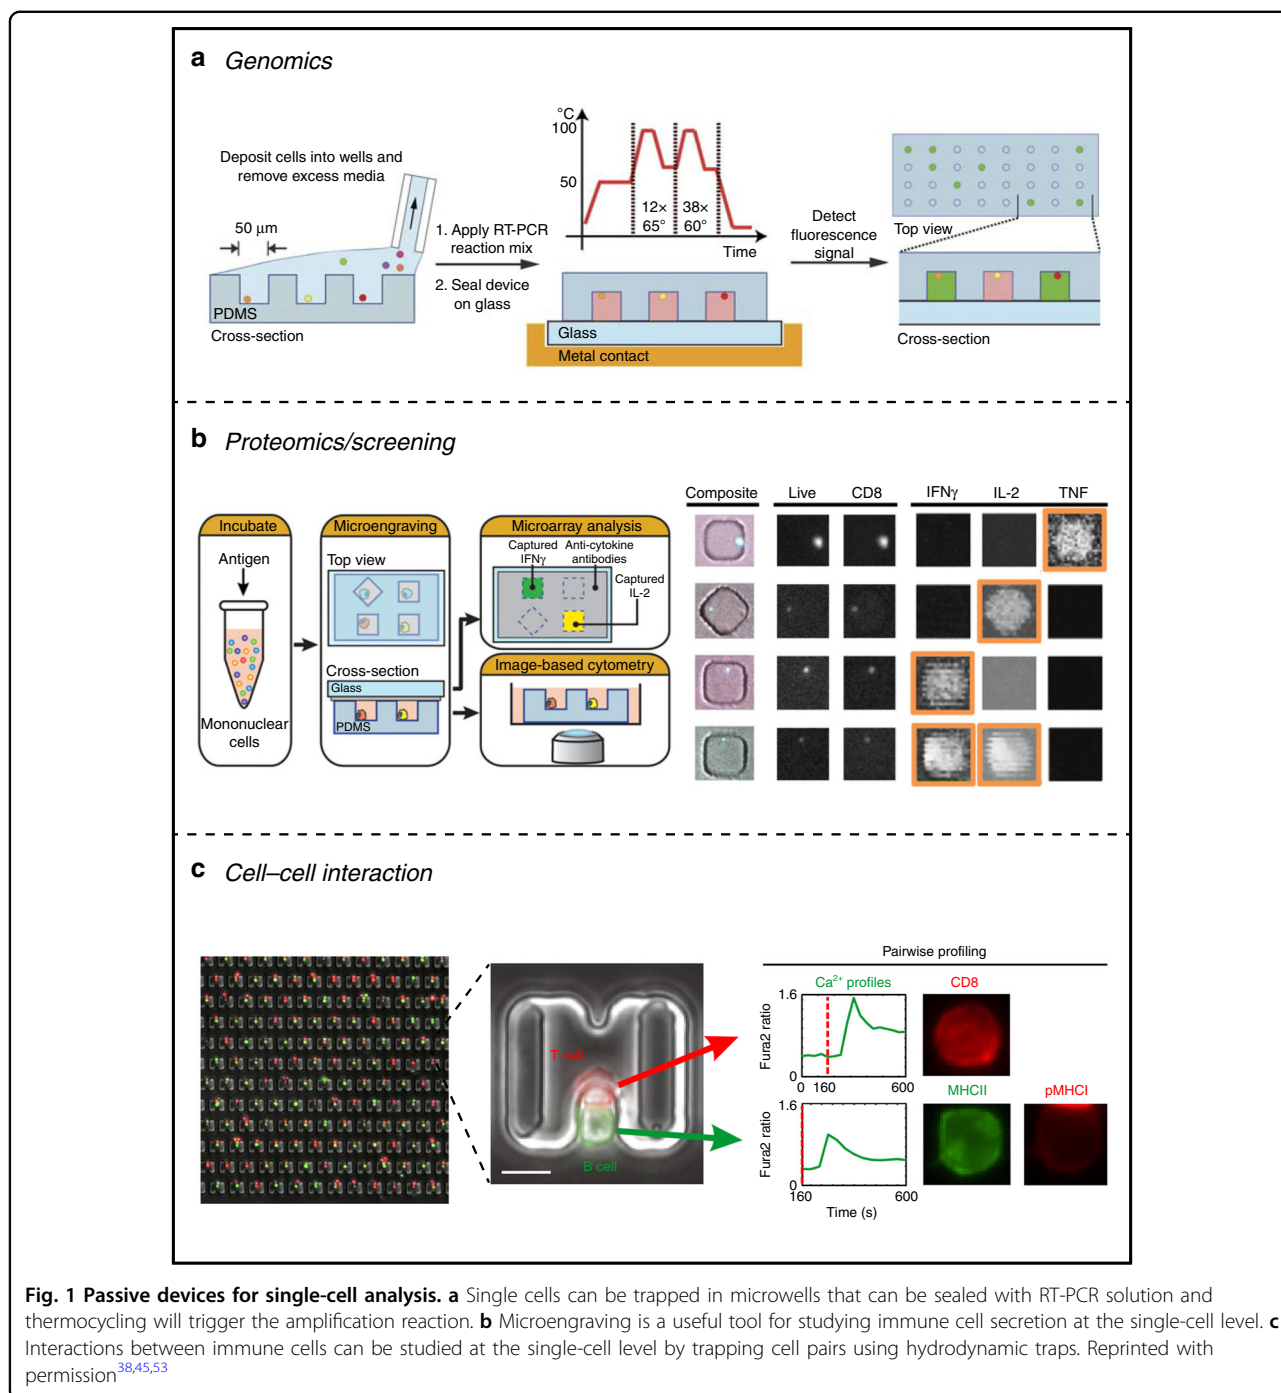 a Genomics
Deposit cells into wells and
remove excess media
50 µm
PDMS
Cross-section
1. Apply RT-PCR
reaction mix
2. Seal device
on glass
°C
100
50
12×
65°
38×
60°
Time
Glass
Metal contact
Detect
fluorescence
signal
Top view
Cross-section
b Proteomics/screening
Incubate
Antigen
Mononuclear
cells
Microengraving
Top view
Cross-section
Glass
PDMS
Microarray analysis
Captured
IFNγ
Anti-cytokine
antibodies
Captured
IL-2
Image-based cytometry
Composite Live CD8 IFNγ IL-2 TNF
c Cell–cell interaction
T cell
B cell
Pairwise profiling
Ca2+ profiles
CD8
Fura2 ratio
1.6
0
0 160 600
MHCII
pMHCI
Fura2 ratio
1.6
0
160 600
Time (s)
Fig. 1 Passive devices for single-cell analysis. a Single cells can be trapped in microwells that can be sealed with RT-PCR solution and
thermocycling will trigger the amplification reaction. b Microengraving is a useful tool for studying immune cell secretion at the single-cell level. c
Interactions between immune cells can be studied at the single-cell level by trapping cell pairs using hydrodynamic traps. Reprinted with
permission38,45,53